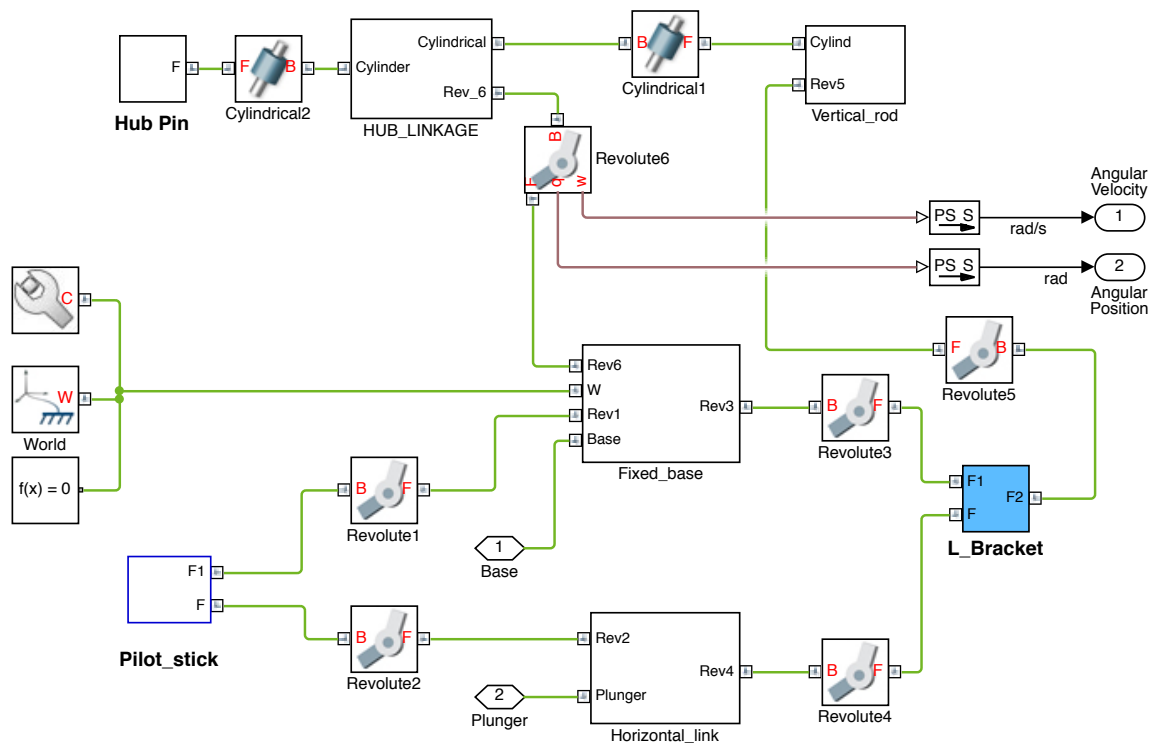 F
Hub Pin
F
B
Cylindrical2
Cylinder
Cylindrical
Rev_6
HUB_LINKAGE
B
F
Cylindrical1
Cylind
Rev5
Vertical_rod
B
F
q
w
Revolute6
PS S
rad/s
Angular
Velocity
1
PS S
rad
2
Angular
Position
C
W
World
f(x) = 0
Rev6
W
Rev1
Base
Rev3
Fixed_base
B
F
Revolute3
F
B
Revolute5
F1
F
F2
L_Bracket
B
F
Revolute1
1
Base
F1
F
Pilot_stick
B
F
Revolute2
2
Plunger
Rev2
Plunger
Rev4
Horizontal_link
B
F
Revolute4